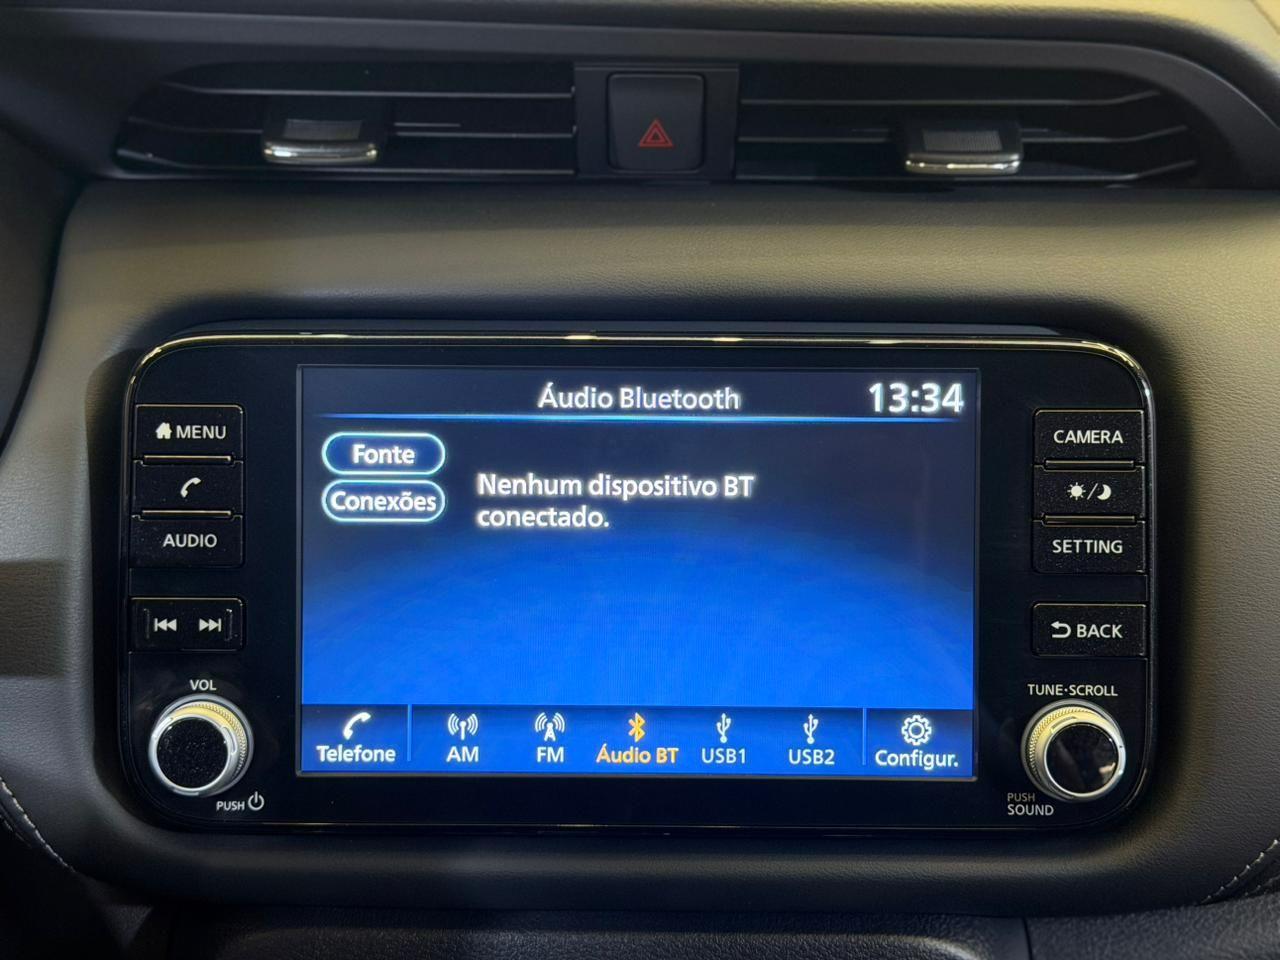 Áudio Bluetooth
13:34
Fonte
Conexões
Nenhum dispositivo BT
conectado.
Telefone
AM
FM
Áudio BT
USB1
USB2
Configur.
MENU
AUDIO
VOL
PUSH
CAMERA
SETTING
BACK
TUNE·SCROLL
PUSH
SOUND